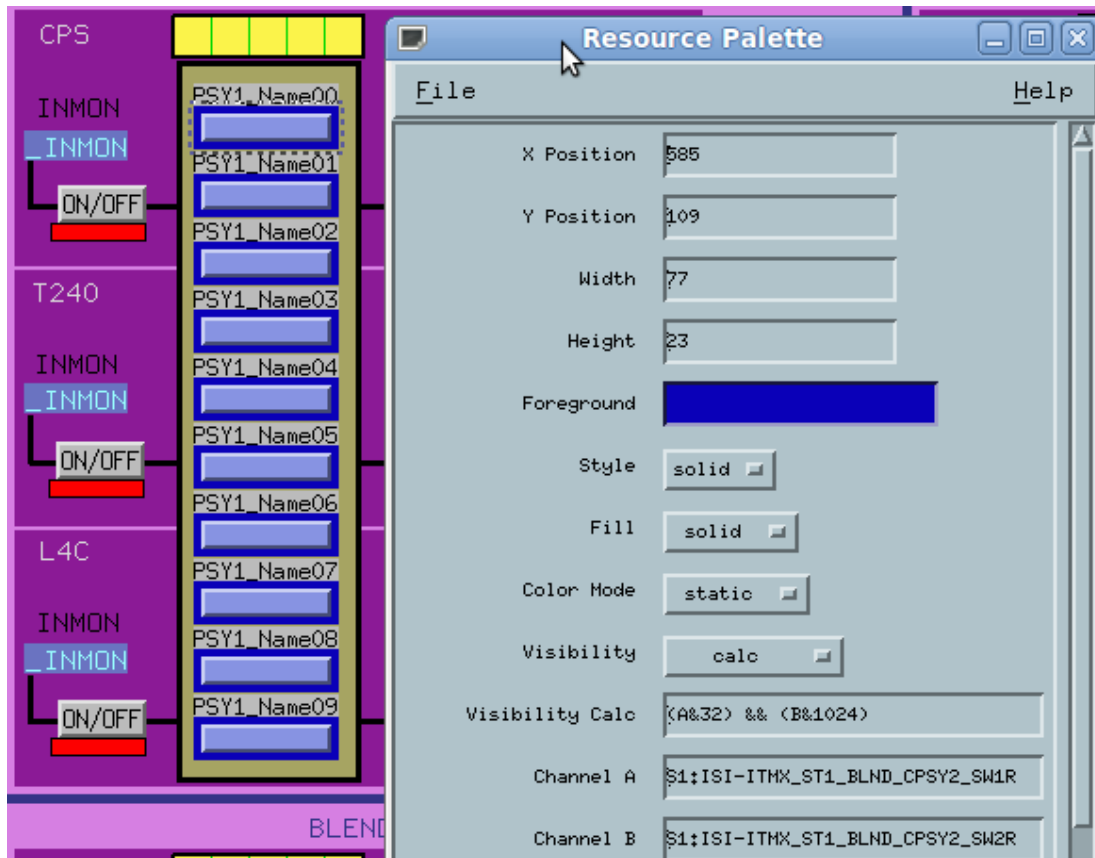 CPS
INMON
_INMON
ON/OFF
T240
INMON
_INMON
ON/OFF
L4C
INMON
_INMON
ON/OFF
PSY1_Name00
PSY1_Name01
PSY1_Name02
PSY1_Name03
PSY1_Name04
PSY1_Name05
PSY1_Name06
PSY1_Name07
PSY1_Name08
PSY1_Name09
BLEND
Resource Palette
File Help
X Position 585
Y Position 109
Width 77
Height 23
Foreground
Style solid
Fill solid
Color Mode static
Visibility calc
Visibility Calc (A&32) && (B&1024)
Channel A S1:ISI-ITMX_ST1_BLND_CPSY2_SW1R
Channel B S1:ISI-ITMX_ST1_BLND_CPSY2_SW2R